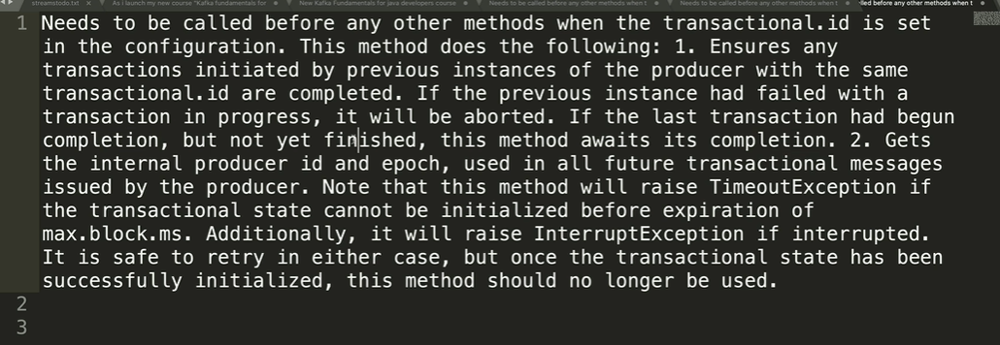 streamstodo.txt
As I launch my new course "Kafka fundamentals for
New Kafka Fundamentals for java developers course
Needs to be called before any other methods when t
Needs to be called before any other methods when t
lled before any other methods when t
1 Needs to be called before any other methods when the transactional.id is set
in the configuration. This method does the following: 1. Ensures any
transactions initiated by previous instances of the producer with the same
transactional.id are completed. If the previous instance had failed with a
transaction in progress, it will be aborted. If the last transaction had begun
completion, but not yet finished, this method awaits its completion. 2. Gets
the internal producer id and epoch, used in all future transactional messages
issued by the producer. Note that this method will raise TimeoutException if
the transactional state cannot be initialized before expiration of
max.block.ms. Additionally, it will raise InterruptException if interrupted.
It is safe to retry in either case, but once the transactional state has been
successfully initialized, this method should no longer be used.
2
3